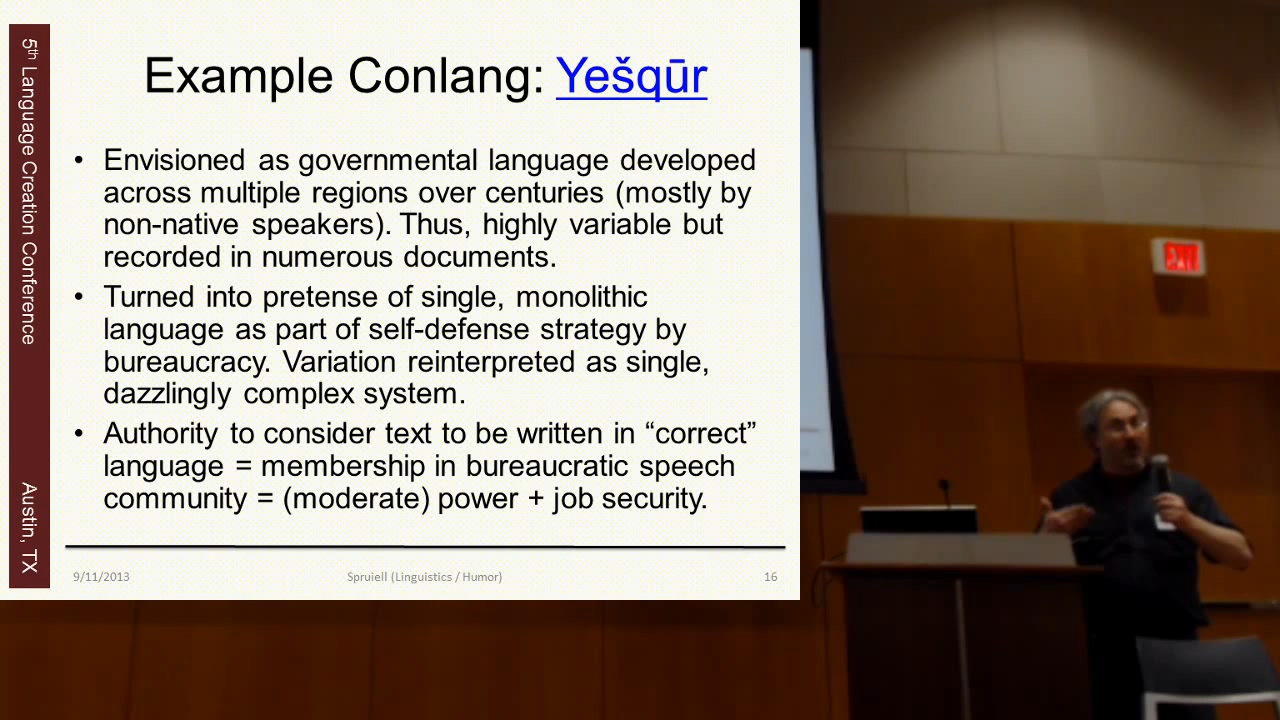 5th Language Creation Conference Austin, TX
Example Conlang: Yešqūr
• Envisioned as governmental language developed
across multiple regions over centuries (mostly by
non-native speakers). Thus, highly variable but
recorded in numerous documents.
• Turned into pretense of single, monolithic
language as part of self-defense strategy by
bureaucracy. Variation reinterpreted as single,
dazzlingly complex system.
• Authority to consider text to be written in “correct”
language = membership in bureaucratic speech
community = (moderate) power + job security.
9/11/2013 Spruiell (Linguistics / Humor) 16
EXIT